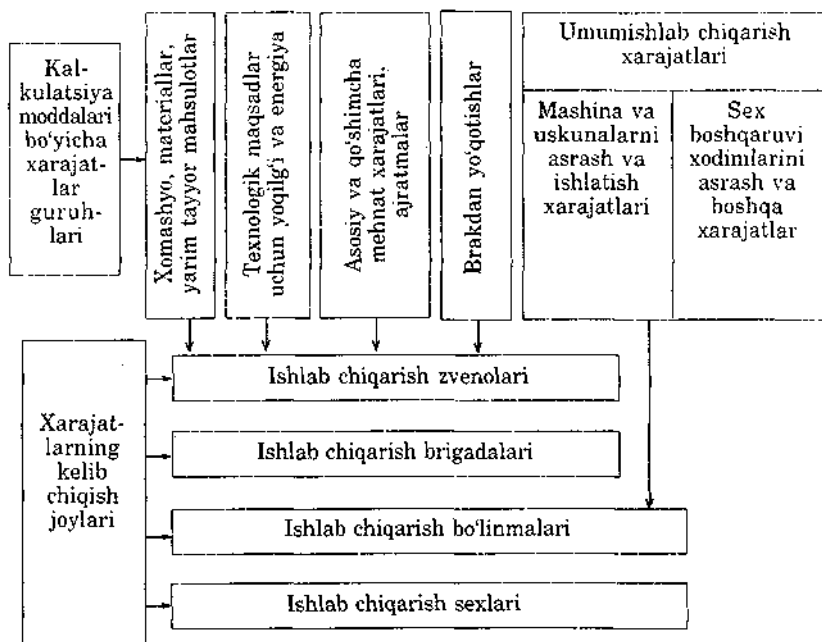 Kal-
kulatsiya
moddalari
bo‘yicha
xarajat-
lar
guruh-
lari
Xomashyo, materiallar,
yarim tayyor mahsulotlar
Texnologik maqsadlar
uchun yoqilg‘i va energiya
Asosiy va qo‘shimcha
mehnat xarajatlari,
ajratmalar
Brakdan yo‘qotishlar
Umumishlab chiqarish
xarajatlari
Mashina va
uskunalarni
asrash va
ishlatish
xarajatlari
Sex
boshqaruvi
xodimlarini
asrash va
boshqa
xarajatlar
Xarajat-
larning
kelib
chiqish
joylari
Ishlab chiqarish zvenolari
Ishlab chiqarish brigadalari
Ishlab chiqarish bo‘linmalari
Ishlab chiqarish sexlari